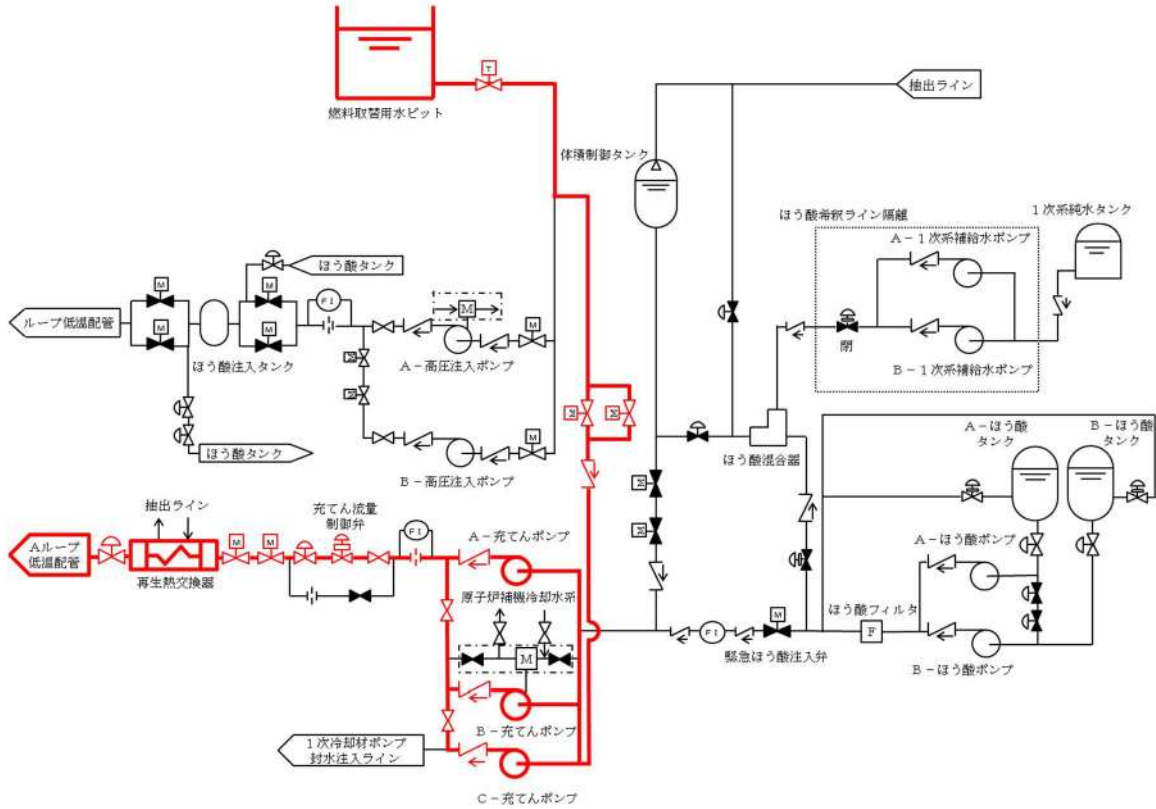 T
燃料取替用水ピット
抽出ライン
体積制御タンク
ほう酸希釈ライン隔離
1次系純水タンク
A-1次系補給水ポンプ
閉
B-1次系補給水ポンプ
ほう酸タンク
M
FI
M
M
ループ低温配管
M
M
M
ほう酸注入タンク
A-高圧注入ポンプ
M
M
M
ほう酸タンク
B-高圧注入ポンプ
M
M
ほう酸混合器
A-ほう酸
タンク
B-ほう酸
タンク
M
M
抽出ライン
充てん流量
制御弁
FI
A-充てんポンプ
Aループ
低温配管
M
M
再生熱交換器
原子炉補機冷却水系
M
B-充てんポンプ
1次冷却材ポンプ
封水注入ライン
C-充てんポンプ
FI
M
緊急ほう酸注入弁
ほう酸フィルタ
F
A-ほう酸ポンプ
B-ほう酸ポンプ